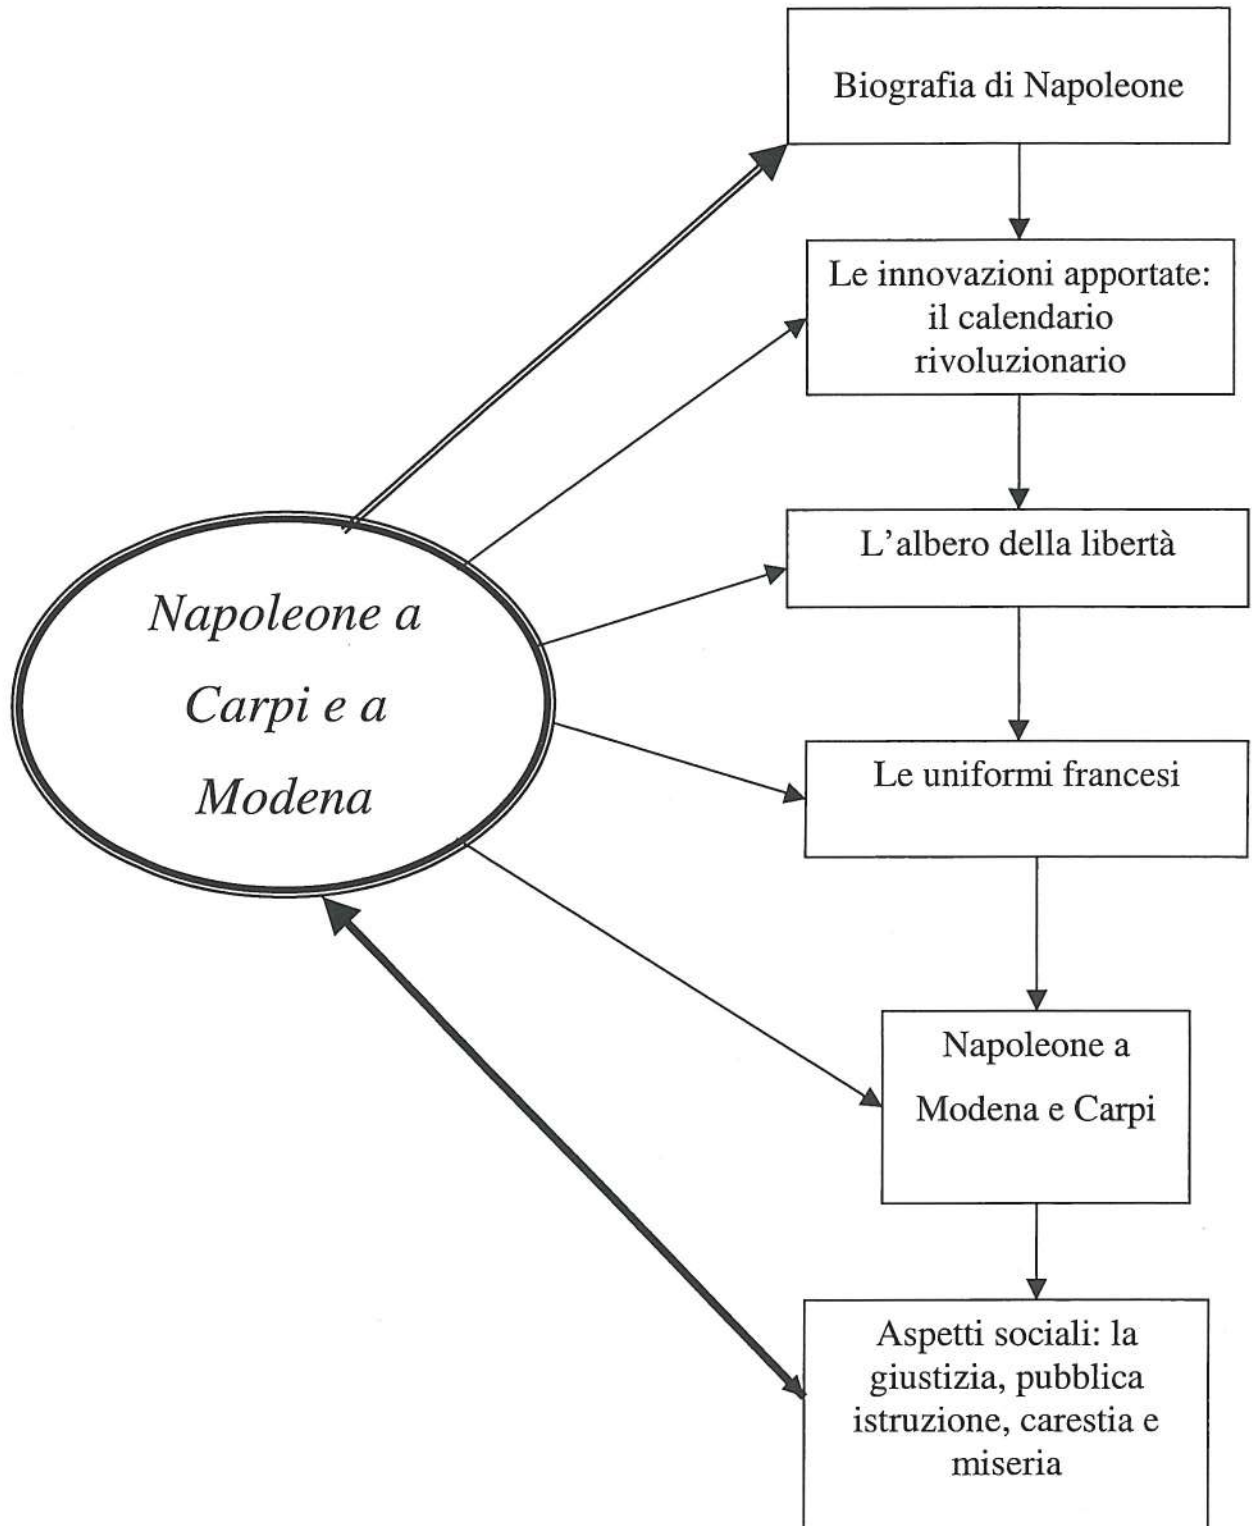 Biografia di Napoleone
Le innovazioni apportate:
il calendario
rivoluzionario
L'albero della libertà
Napoleone a
Carpi e a
Modena
Le uniformi francesi
Napoleone a
Modena e Carpi
Aspetti sociali: la
giustizia, pubblica
istruzione, carestia e
miseria